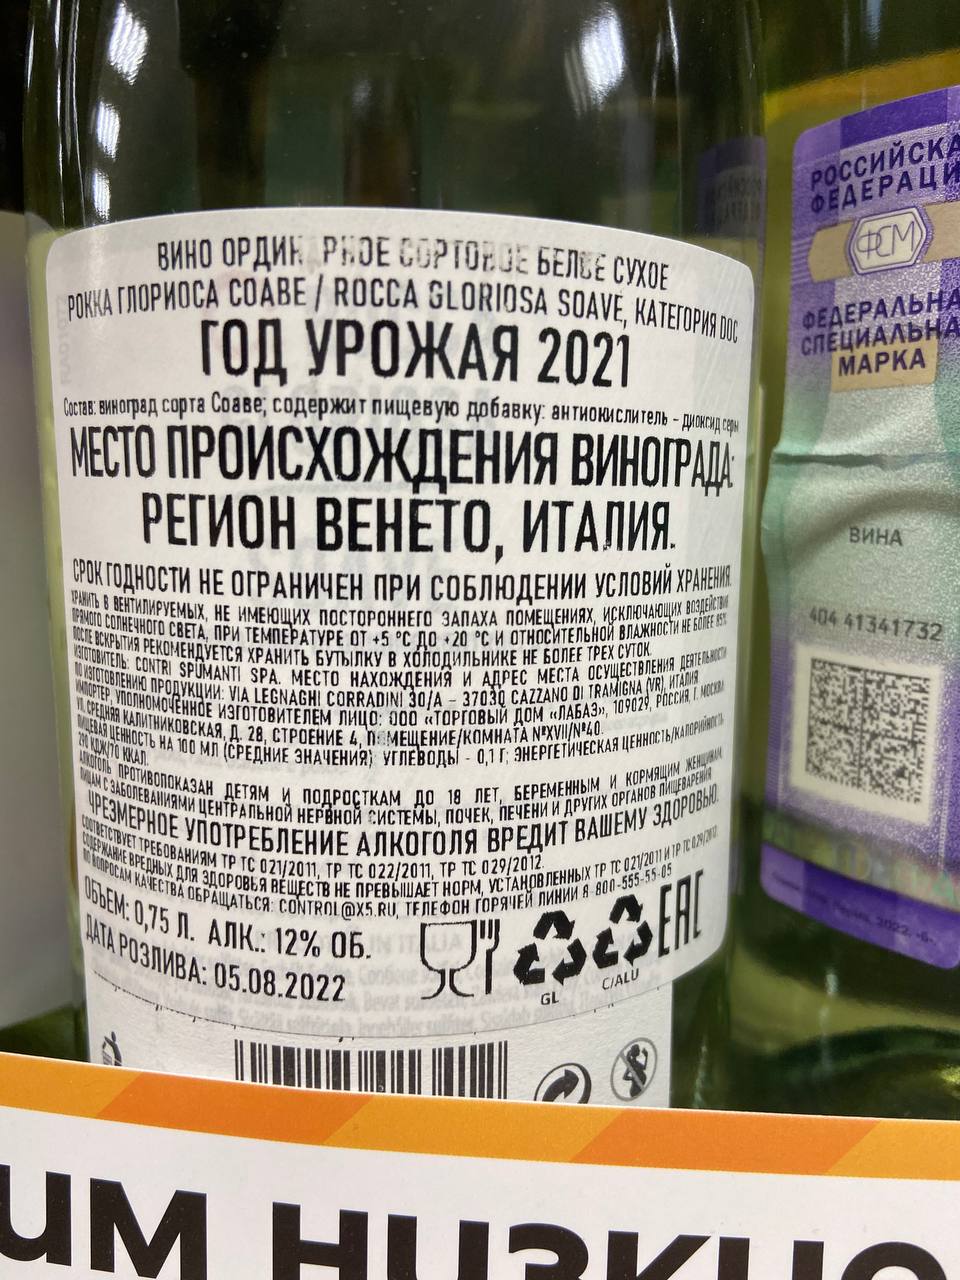 ВИНО ОРДИН РНОЕ СОРТОВОЕ БЕЛОЕ СУХОЕ
РОККА ГЛОРИОСА СОАВЕ / ROCCA GLORIOSA SOAVE, КАТЕГОРИЯ DOC
ГОД УРОЖАЯ 2021
Состав: виноград сорта Соаве; содержит пищевую добавку: антиокислитель - диоксид серы
МЕСТО ПРОИСХОЖДЕНИЯ ВИНОГРАДА:
РЕГИОН ВЕНЕТО, ИТАЛИЯ.
СРОК ГОДНОСТИ НЕ ОГРАНИЧЕН ПРИ СОБЛЮДЕНИИ УСЛОВИЙ ХРАНЕНИЯ.
ХРАНИТЬ В ВЕНТИЛИРУЕМЫХ, НЕ ИМЕЮЩИХ ПОСТОРОННЕГО ЗАПАХА ПОМЕЩЕНИЯХ, ИСКЛЮЧАЮЩИХ ВОЗДЕЙСТВИЕ
ПРЯМОГО СОЛНЕЧНОГО СВЕТА, ПРИ ТЕМПЕРАТУРЕ ОТ +5 °С ДО +20 °С И ОТНОСИТЕЛЬНОЙ ВЛАЖНОСТИ НЕ БОЛЕЕ 85%
ПОСЛЕ ВСКРЫТИЯ РЕКОМЕНДУЕТСЯ ХРАНИТЬ БУТЫЛКУ В ХОЛОДИЛЬНИКЕ НЕ БОЛЕЕ ТРЕХ СУТОК.
ИЗГОТОВИТЕЛЬ: CONTRI SPUMANTI SPA. МЕСТО НАХОЖДЕНИЯ И АДРЕС МЕСТА ОСУЩЕСТВЛЕНИЯ ДЕЯТЕЛЬНОСТИ
ПО ИЗГОТОВЛЕНИЮ ПРОДУКЦИИ: VIA LEGNAGHI CORRADINI 30/A - 37030 CAZZANO DI TRAMIGNA (VR), ИТАЛИЯ
ИМПОРТЕР, УПОЛНОМОЧЕННОЕ ИЗГОТОВИТЕЛЕМ ЛИЦО: ООО «ТОРГОВЫЙ ДОМ «ЛАБАЗ», 109029, РОССИЯ, Г. МОСКВА
УЛ. СРЕДНЯЯ КАЛИТНИКОВСКАЯ, Д. 28, СТРОЕНИЕ 4, ПОМЕЩЕНИЕ/КОМНАТА №XVII/№40.
ПИЩЕВАЯ ЦЕННОСТЬ НА 100 МЛ (СРЕДНИЕ ЗНАЧЕНИЯ): УГЛЕВОДЫ - 0,1 Г; ЭНЕРГЕТИЧЕСКАЯ ЦЕННОСТЬ/КАЛОРИЙНОСТЬ
290 КДЖ/70 ККАЛ.
АЛКОГОЛЬ ПРОТИВОПОКАЗАН ДЕТЯМ И ПОДРОСТКАМ ДО 18 ЛЕТ, БЕРЕМЕННЫМ И КОРМЯЩИМ ЖЕНЩИНАМ,
ЛИЦАМ С ЗАБОЛЕВАНИЯМИ ЦЕНТРАЛЬНОЙ НЕРВНОЙ СИСТЕМЫ, ПОЧЕК, ПЕЧЕНИ И ДРУГИХ ОРГАНОВ ПИЩЕВАРЕНИЯ
ЧРЕЗМЕРНОЕ УПОТРЕБЛЕНИЕ АЛКОГОЛЯ ВРЕДИТ ВАШЕМУ ЗДОРОВЬЮ.
СООТВЕТСТВУЕТ ТРЕБОВАНИЯМ ТР ТС 021/2011, ТР ТС 022/2011, ТР ТС 029/2012.
СОДЕРЖАНИЕ ВРЕДНЫХ ДЛЯ ЗДОРОВЬЯ ВЕЩЕСТВ НЕ ПРЕВЫШАЕТ НОРМ, УСТАНОВЛЕННЫХ ТР ТС 021/2011 И ТР ТС 029/2012.
ПО ВОПРОСАМ КАЧЕСТВА ОБРАЩАТЬСЯ: CONTROL@X5.RU, ТЕЛЕФОН ГОРЯЧЕЙ ЛИНИИ 8-800-555-55-05
ОБЪЕМ: 0,75 Л. АЛК.: 12% ОБ.
ДАТА РОЗЛИВА: 05.08.2022
GL
C/ALU
EAC
РОССИЙСКА
ФЕДЕРАЦИ
ФСМ
ФЕДЕРАЛЬНА
СПЕЦИАЛЬНА
МАРКА
ВИНА
404 41341732
им низко